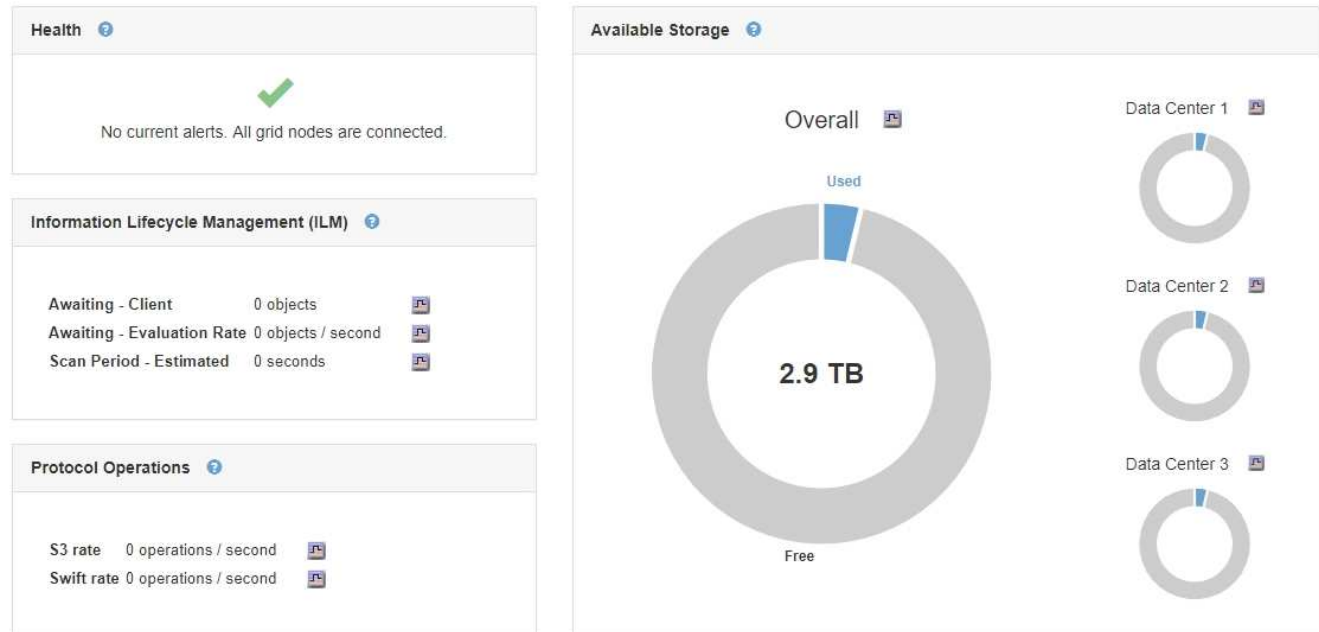 Health
No current alerts. All grid nodes are connected.
Information Lifecycle Management (ILM)
Awaiting - Client 0 objects
Awaiting - Evaluation Rate 0 objects / second
Scan Period - Estimated 0 seconds
Protocol Operations
S3 rate 0 operations / second
Swift rate 0 operations / second
Available Storage
Overall
Used
2.9 TB
Free
Data Center 1
Data Center 2
Data Center 3